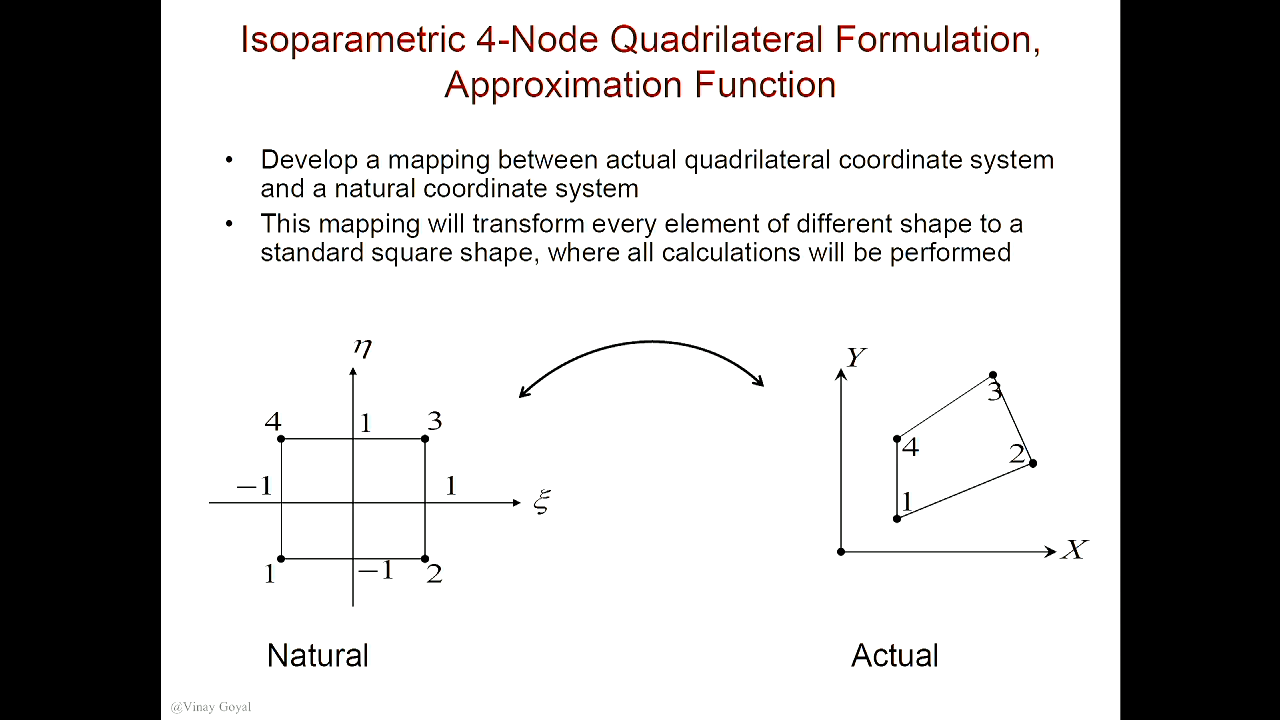 Isoparametric 4-Node Quadrilateral Formulation,
Approximation Function
• Develop a mapping between actual quadrilateral coordinate system
and a natural coordinate system
• This mapping will transform every element of different shape to a
standard square shape, where all calculations will be performed
η
4 1 3
−1 1 ξ
1 −1 2
Natural
Y
3
4 2
1
X
Actual
@Vinay Goyal